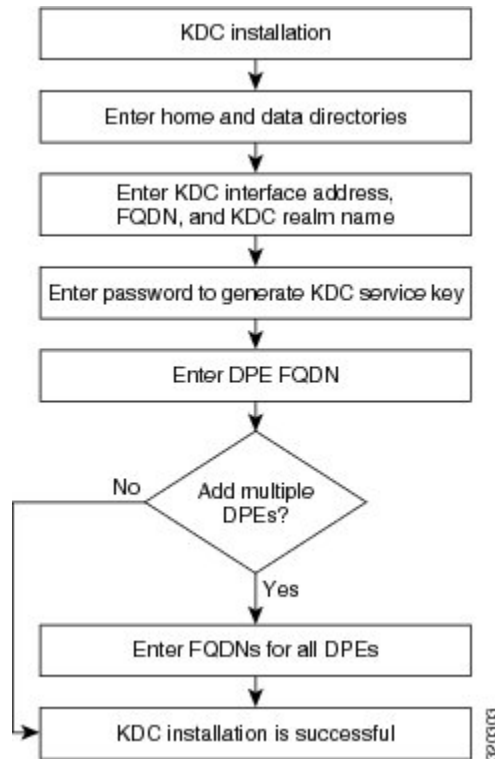 KDC installation
Enter home and data directories
Enter KDC interface address,
FQDN, and KDC realm name
Enter password to generate KDC service key
Enter DPE FQDN
No
Add multiple
DPEs?
Yes
Enter FQDNs for all DPEs
KDC installation is successful